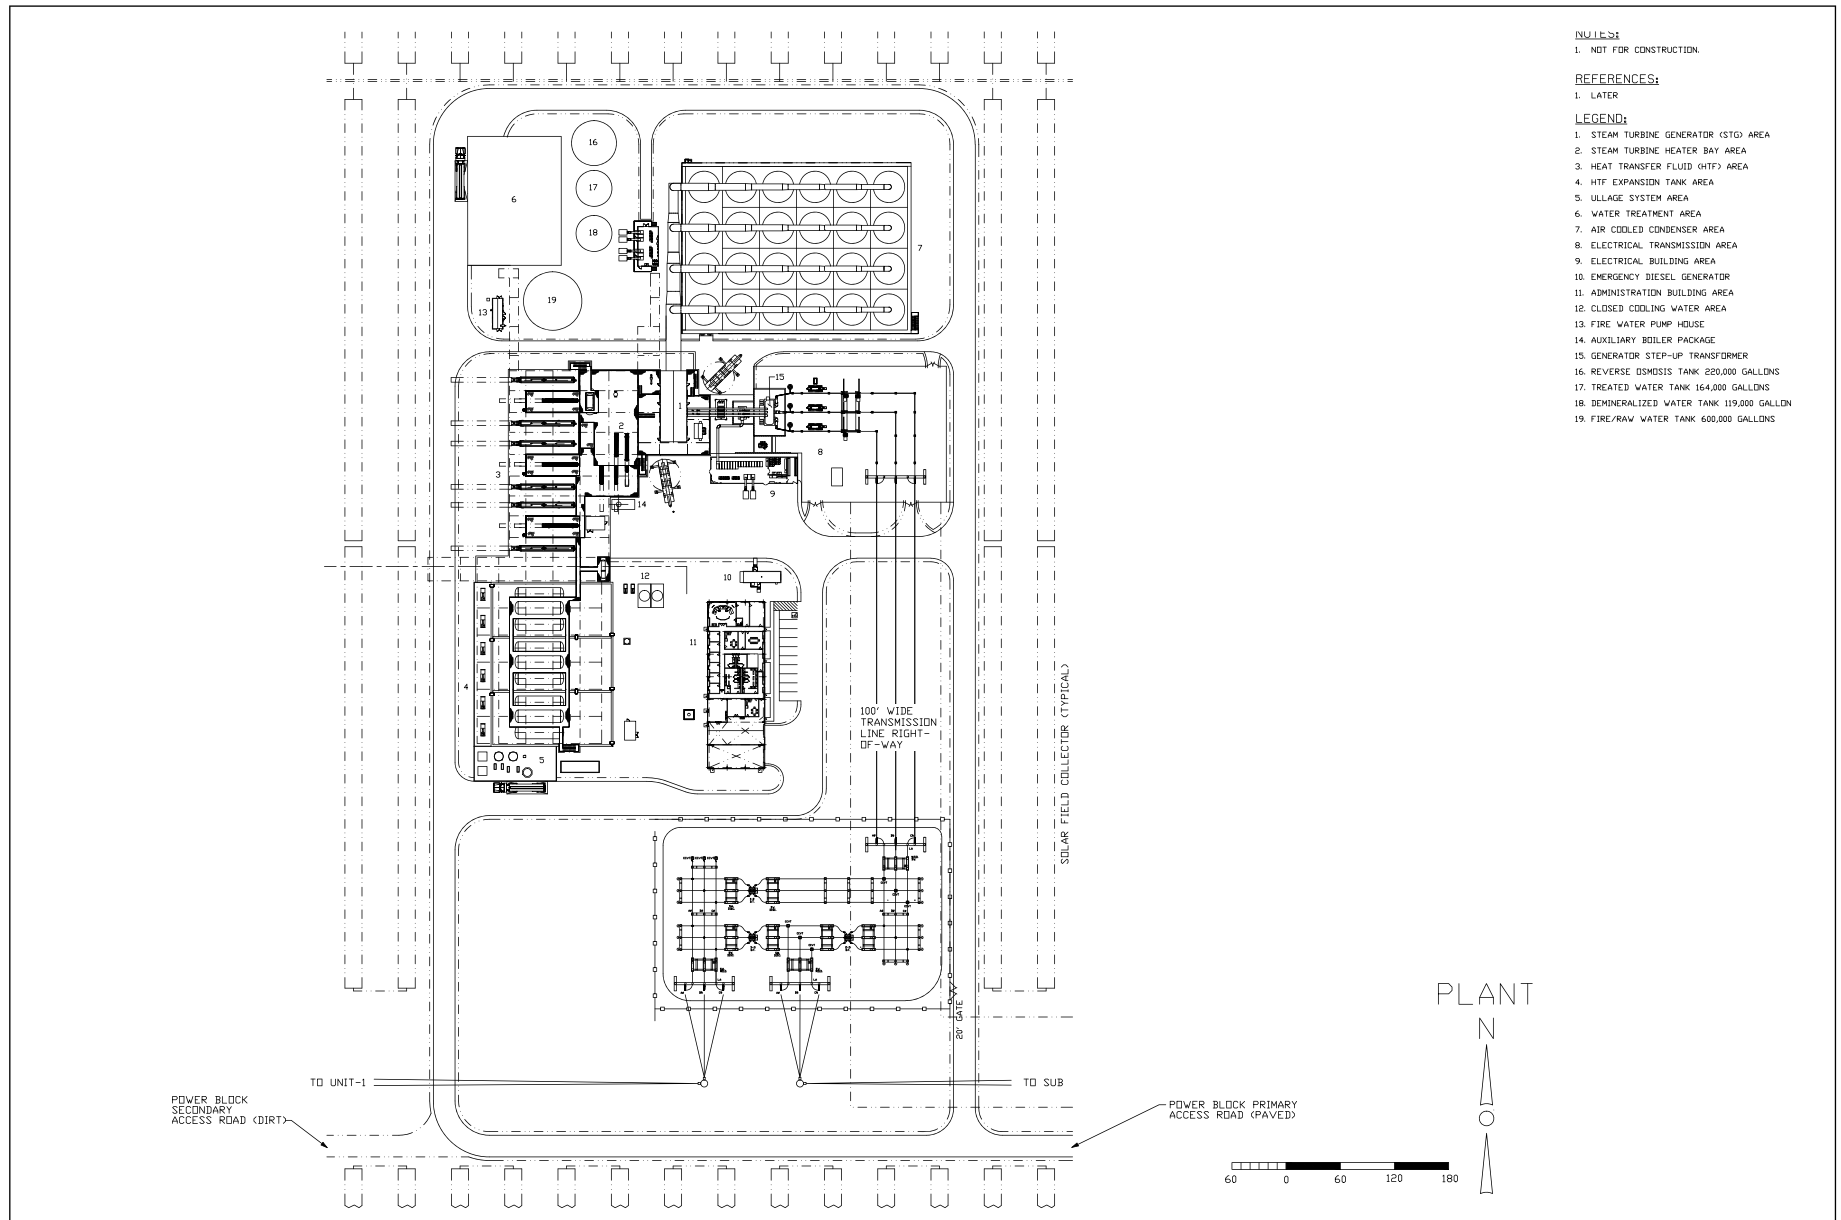 NOTES:
1. NOT FOR CONSTRUCTION.
REFERENCES:
1. LATER
LEGEND:
1. STEAM TURBINE GENERATOR (STG) AREA
2. STEAM TURBINE HEATER BAY AREA
3. HEAT TRANSFER FLUID (HTF) AREA
4. HTF EXPANSION TANK AREA
5. ULLAGE SYSTEM AREA
6. WATER TREATMENT AREA
7. AIR COOLED CONDENSER AREA
8. ELECTRICAL TRANSMISSION AREA
9. ELECTRICAL BUILDING AREA
10. EMERGENCY DIESEL GENERATOR
11. ADMINISTRATION BUILDING AREA
12. CLOSED COOLING WATER AREA
13. FIRE WATER PUMP HOUSE
14. AUXILIARY BOILER PACKAGE
15. GENERATOR STEP-UP TRANSFORMER
16. REVERSE OSMOSIS TANK 220,000 GALLONS
17. TREATED WATER TANK 164,000 GALLONS
18. DEMINERALIZED WATER TANK 119,000 GALLON
19. FIRE/RAW WATER TANK 600,000 GALLONS
16
17
6
18
7
19
13
15
1
2
8
3
9
14
12
10
11
4
5
100' WIDE
TRANSMISSION
LINE RIGHT-
OF-WAY
SOLAR FIELD COLLECTOR (TYPICAL)
20' GATE
TO UNIT-1
TO SUB
POWER BLOCK
SECONDARY
ACCESS ROAD (DIRT)
POWER BLOCK PRIMARY
ACCESS ROAD (PAVED)
PLANT
N
60 0 60 120 180